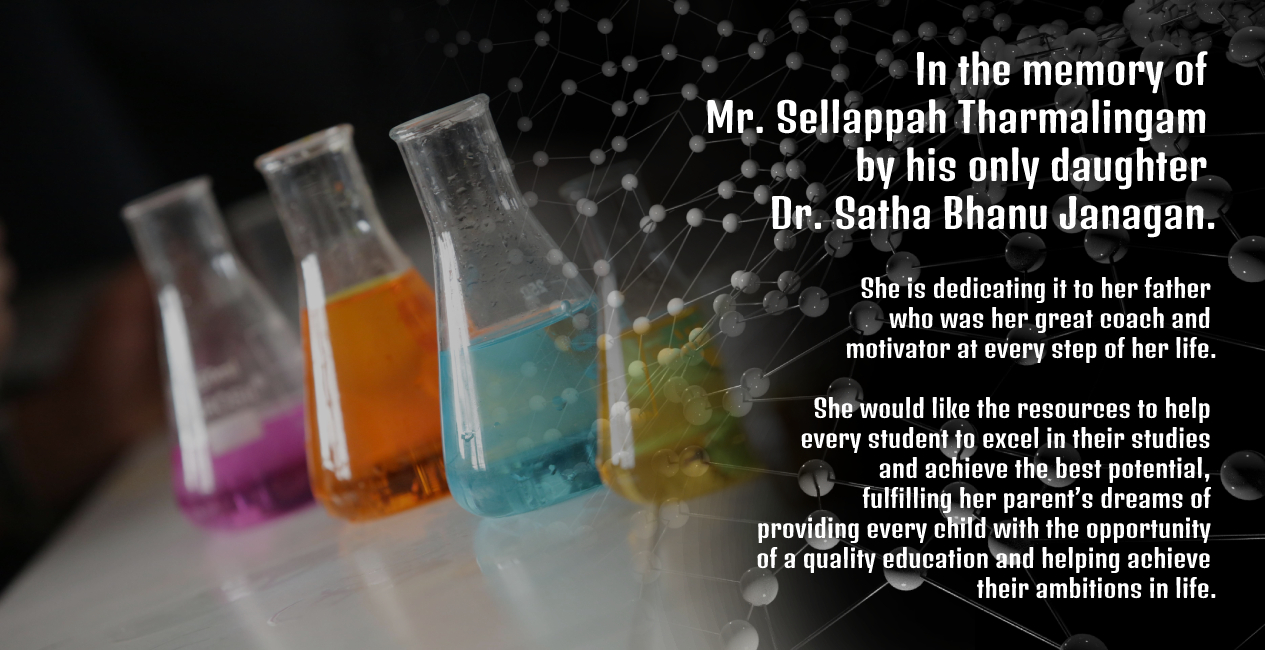 In the memory of
Mr. Sellappah Tharmalingam
by his only daughter
Dr. Satha Bhanu Janagan.
She is dedicating it to her father
who was her great coach and
motivator at every step of her life.
She would like the resources to help
every student to excel in their studies
and achieve the best potential,
fulfilling her parent's dreams of
providing every child with the opportunity
of a quality education and helping achieve
their ambitions in life.